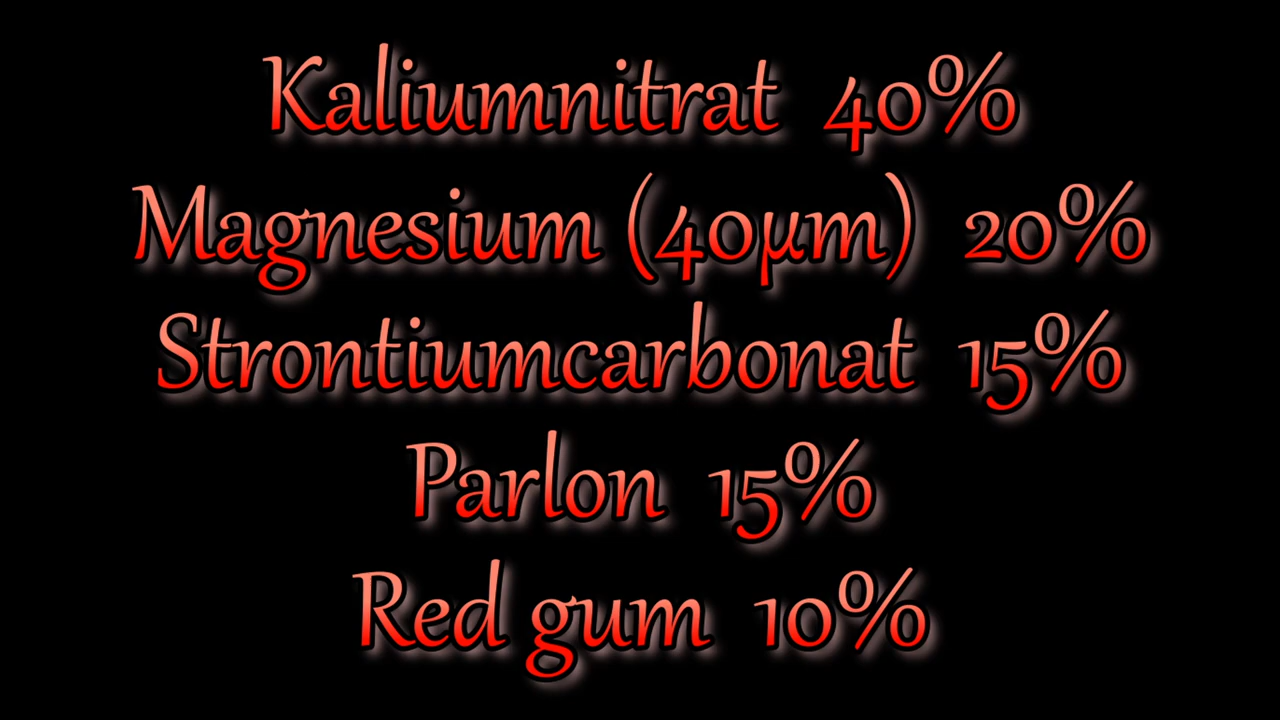 Kaliumnitrat 40%
Magnesium (40µm) 20%
Strontiumcarbonat 15%
Parlon 15%
Red gum 10%